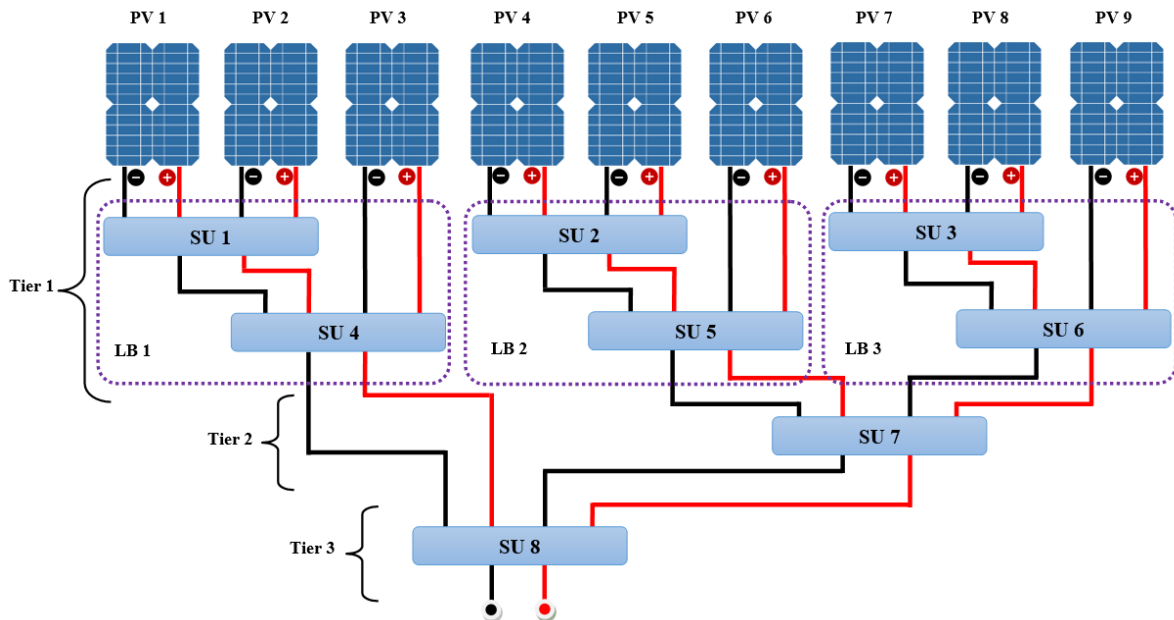 PV 1 PV 2 PV 3 PV 4 PV 5 PV 6 PV 7 PV 8 PV 9
− + − + − + − + − + − + − + − + − +
SU 1 SU 2 SU 3
Tier 1
SU 4 SU 5 SU 6
LB 1 LB 2 LB 3
SU 7
Tier 2
SU 8
Tier 3